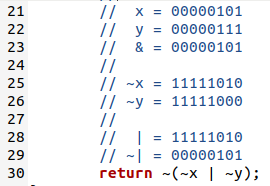 21 //  x = 00000101
22 //  y = 00000111
23 //  & = 00000101
24 //
25 // ~x = 11111010
26 // ~y = 11111000
27 //
28 //  | = 11111010
29 // ~| = 00000101
30 return ~(~x | ~y);